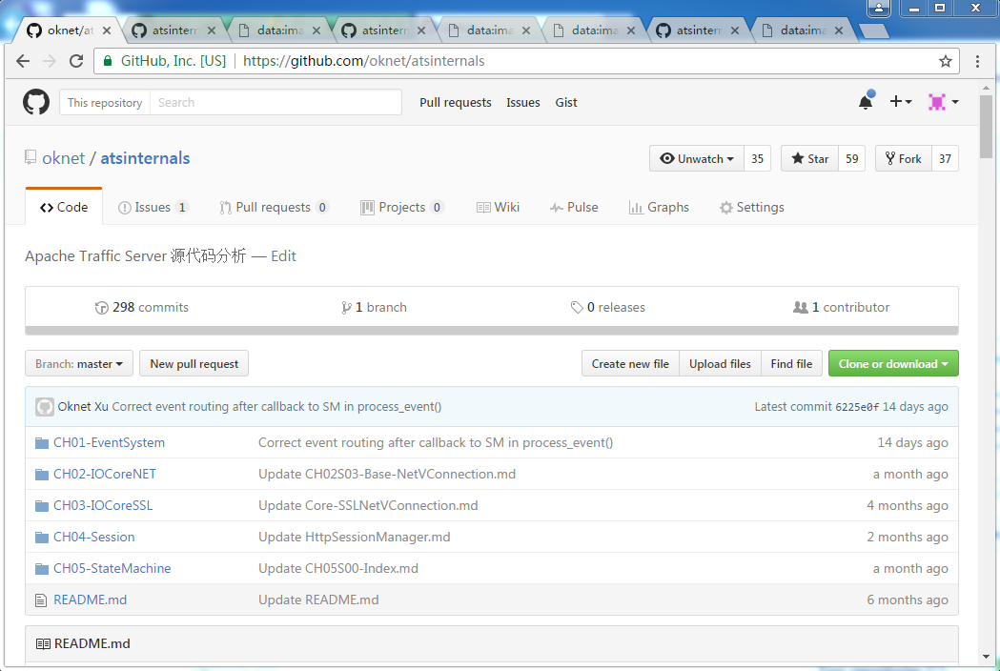 oknet/at atsinterr data:ima atsinterr data:ima data:ima atsinterr data:ima
GitHub, Inc. [US] https://github.com/oknet/atsinternals
This repository Search Pull requests Issues Gist
oknet / atsinternals Unwatch 35 Star 59 Fork 37
Code Issues 1 Pull requests 0 Projects 0 Wiki Pulse Graphs Settings
Apache Traffic Server 源代码分析 — Edit
298 commits 1 branch 0 releases 1 contributor
Branch: master New pull request Create new file Upload files Find file Clone or download
Oknet Xu Correct event routing after callback to SM in process_event() Latest commit 6225e0f 14 days ago
CH01-EventSystem Correct event routing after callback to SM in process_event() 14 days ago
CH02-IOCoreNET Update CH02S03-Base-NetVConnection.md a month ago
CH03-IOCoreSSL Update Core-SSLNetVConnection.md 4 months ago
CH04-Session Update HttpSessionManager.md 2 months ago
CH05-StateMachine Update CH05S00-Index.md a month ago
README.md Update README.md 6 months ago
README.md